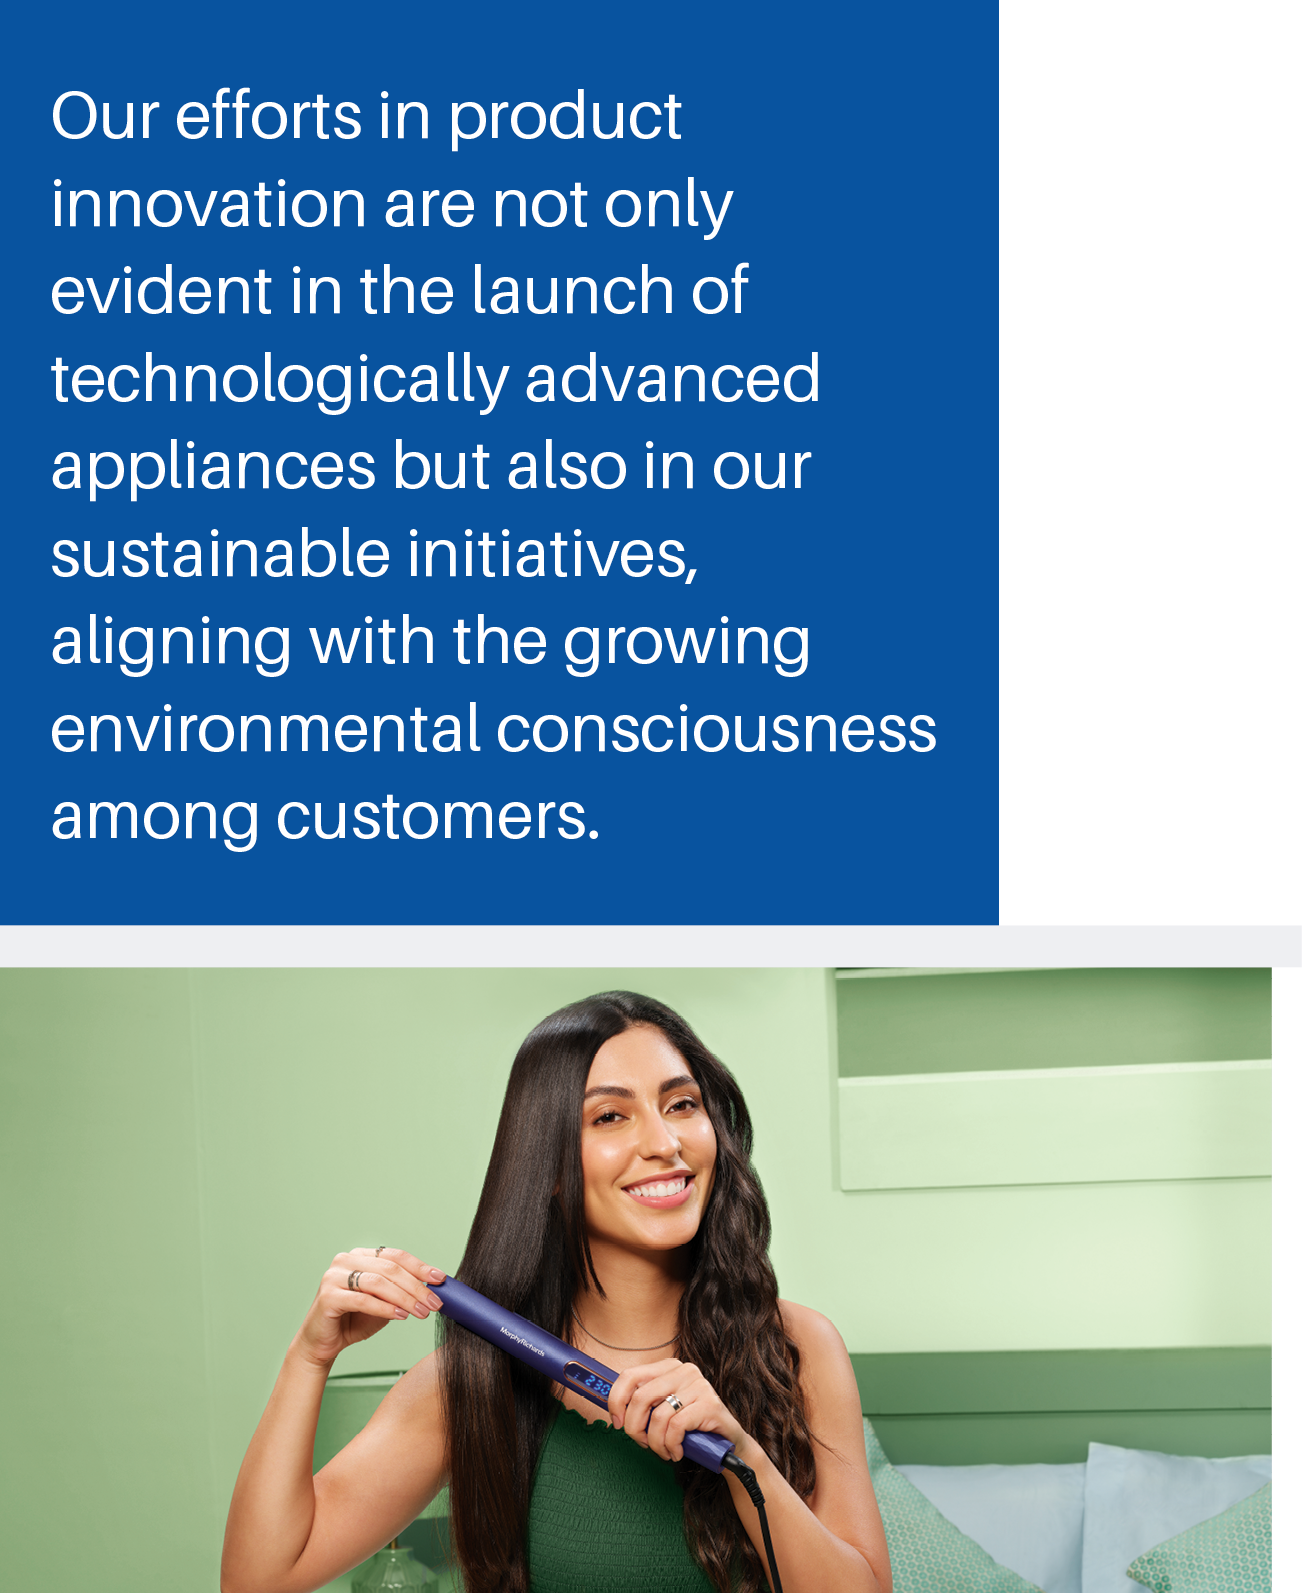 Our efforts in product
innovation are not only
evident in the launch of
technologically advanced
appliances but also in our
sustainable initiatives,
aligning with the growing
environmental consciousness
among customers.
MorphyRichards
230